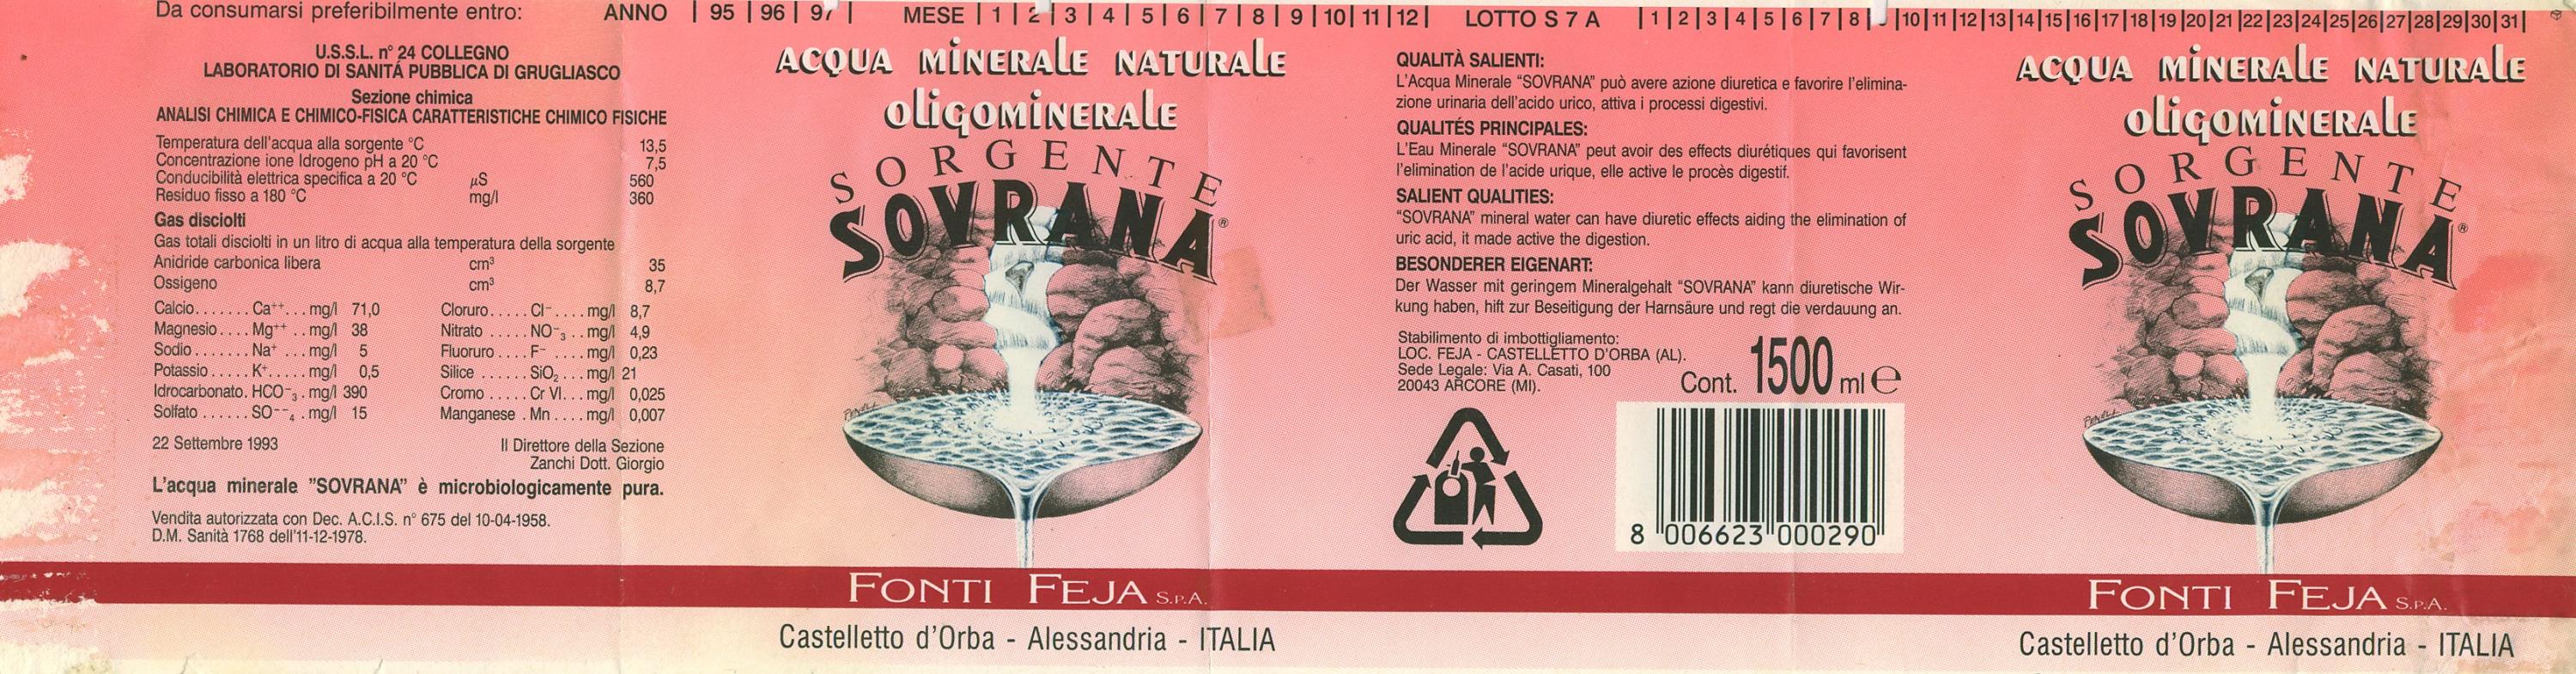 Da consumarsi preferibilmente entro: ANNO | 95 | 96 | 97 | MESE | 1 | 2 | 3 | 4 | 5 | 6 | 7 | 8 | 9 | 10 | 11 | 12 | LOTTO S 7 A | 1 | 2 | 3 | 4 | 5 | 6 | 7 | 8 | | 10 | 11 | 12 | 13 | 14 | 15 | 16 | 17 | 18 | 19 | 20 | 21 | 22 | 23 | 24 | 25 | 26 | 27 | 28 | 29 | 30 | 31 |
U.S.S.L. n° 24 COLLEGNO
LABORATORIO DI SANITÁ PUBBLICA DI GRUGLIASCO
Sezione chimica
ANALISI CHIMICA E CHIMICO-FISICA CARATTERISTICHE CHIMICO FISICHE
Temperatura dell'acqua alla sorgente °C 13,5
Concentrazione ione Idrogeno pH a 20 °C 7,5
Conducibilità elettrica specifica a 20 °C µS 560
Residuo fisso a 180 °C mg/l 360
Gas disciolti
Gas totali disciolti in un litro di acqua alla temperatura della sorgente
Anidride carbonica libera cm³ 35
Ossigeno cm³ 8,7
Calcio....... Ca⁺⁺... mg/l 71,0 Cloruro..... Cl⁻.... mg/l 8,7
Magnesio.... Mg⁺⁺.. mg/l 38 Nitrato ..... NO⁻₃.. mg/l 4,9
Sodio....... Na⁺ ... mg/l 5 Fluoruro .... F⁻ .... mg/l 0,23
Potassio..... K⁺..... mg/l 0,5 Silice ...... SiO₂... mg/l 21
Idrocarbonato. HCO⁻₃. mg/l 390 Cromo ..... Cr VI... mg/l 0,025
Solfato ...... SO⁻⁻₄. mg/l 15 Manganese . Mn.... mg/l 0,007
22 Settembre 1993 Il Direttore della Sezione
Zanchi Dott. Giorgio
L'acqua minerale "SOVRANA" è microbiologicamente pura.
Vendita autorizzata con Dec. A.C.I.S. n° 675 del 10-04-1958.
D.M. Sanità 1768 dell'11-12-1978.
ACQUA MINERALE NATURALE
OLIGOMINERALE
SORGENTE
SOVRANA®
FONTI FEJA S.P.A.
Castelletto d'Orba - Alessandria - ITALIA
QUALITÀ SALIENTI:
L'Acqua Minerale "SOVRANA" può avere azione diuretica e favorire l'elimina-
zione urinaria dell'acido urico, attiva i processi digestivi.
QUALITÉS PRINCIPALES:
L'Eau Minerale "SOVRANA" peut avoir des effects diurétiques qui favorisent
l'elimination de l'acide urique, elle active le procès digestif.
SALIENT QUALITIES:
"SOVRANA" mineral water can have diuretic effects aiding the elimination of
uric acid, it made active the digestion.
BESONDERER EIGENART:
Der Wasser mit geringem Mineralgehalt "SOVRANA" kann diuretische Wir-
kung haben, hift zur Beseitigung der Harnsäure und regt die verdauung an.
Stabilimento di imbottigliamento:
LOC. FEJA - CASTELLETTO D'ORBA (AL).
Sede Legale: Via A. Casati, 100
20043 ARCORE (MI).
Cont. 1500 ml e
8 006623 000290
ACQUA MINERALE NATURALE
OLIGOMINERALE
SORGENTE
SOVRANA®
FONTI FEJA S.P.A.
Castelletto d'Orba - Alessandria - ITALIA